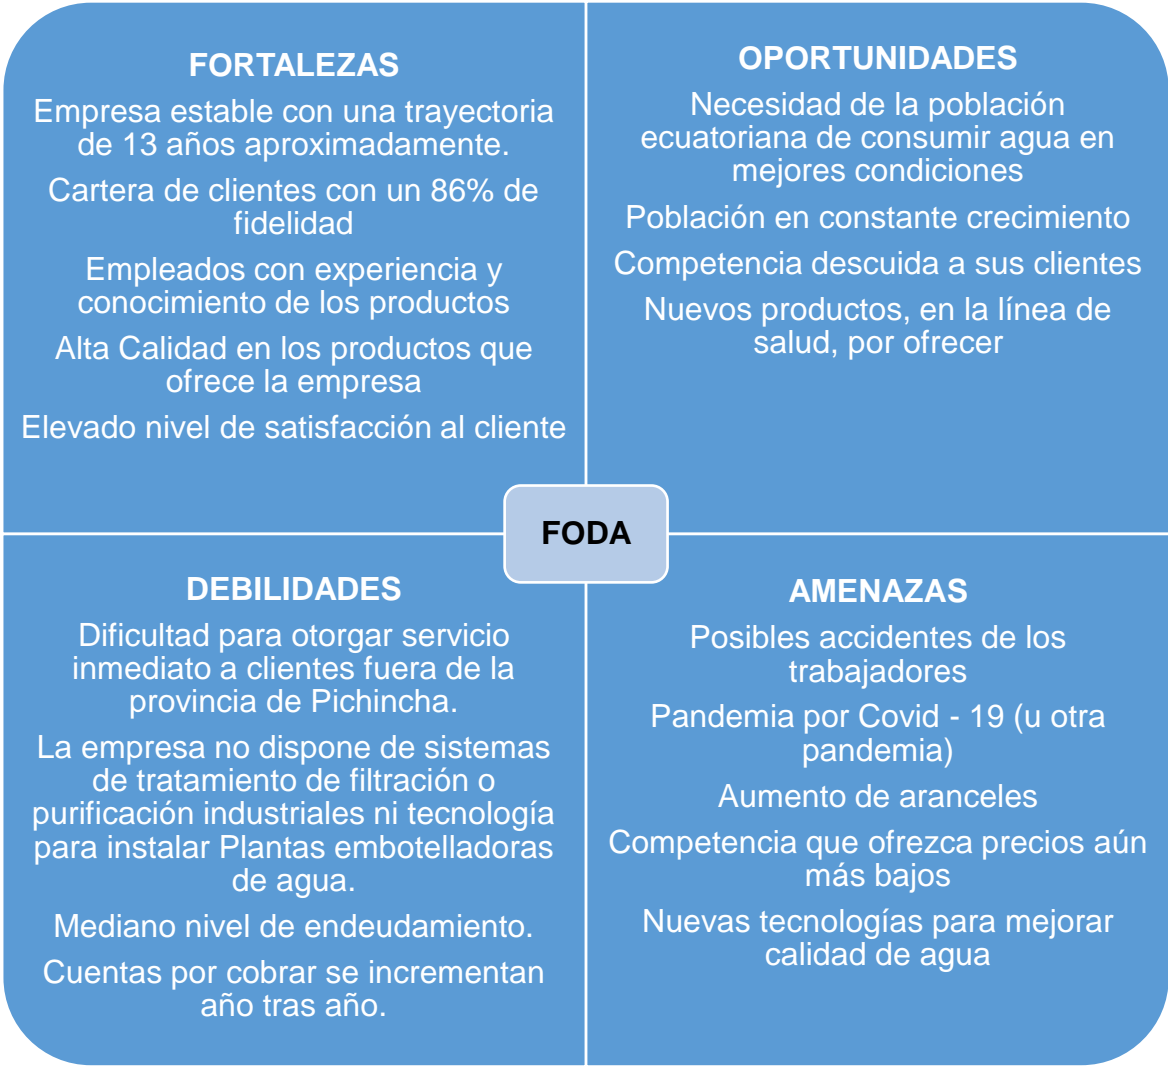 FORTALEZAS
Empresa estable con una trayectoria
de 13 años aproximadamente.
Cartera de clientes con un 86% de
fidelidad
Empleados con experiencia y
conocimiento de los productos
Alta Calidad en los productos que
ofrece la empresa
Elevado nivel de satisfacción al cliente
OPORTUNIDADES
Necesidad de la población
ecuatoriana de consumir agua en
mejores condiciones
Población en constante crecimiento
Competencia descuida a sus clientes
Nuevos productos, en la línea de
salud, por ofrecer
FODA
DEBILIDADES
Dificultad para otorgar servicio
inmediato a clientes fuera de la
provincia de Pichincha.
La empresa no dispone de sistemas
de tratamiento de filtración o
purificación industriales ni tecnología
para instalar Plantas embotelladoras
de agua.
Mediano nivel de endeudamiento.
Cuentas por cobrar se incrementan
año tras año.
AMENAZAS
Posibles accidentes de los
trabajadores
Pandemia por Covid - 19 (u otra
pandemia)
Aumento de aranceles
Competencia que ofrezca precios aún
más bajos
Nuevas tecnologías para mejorar
calidad de agua